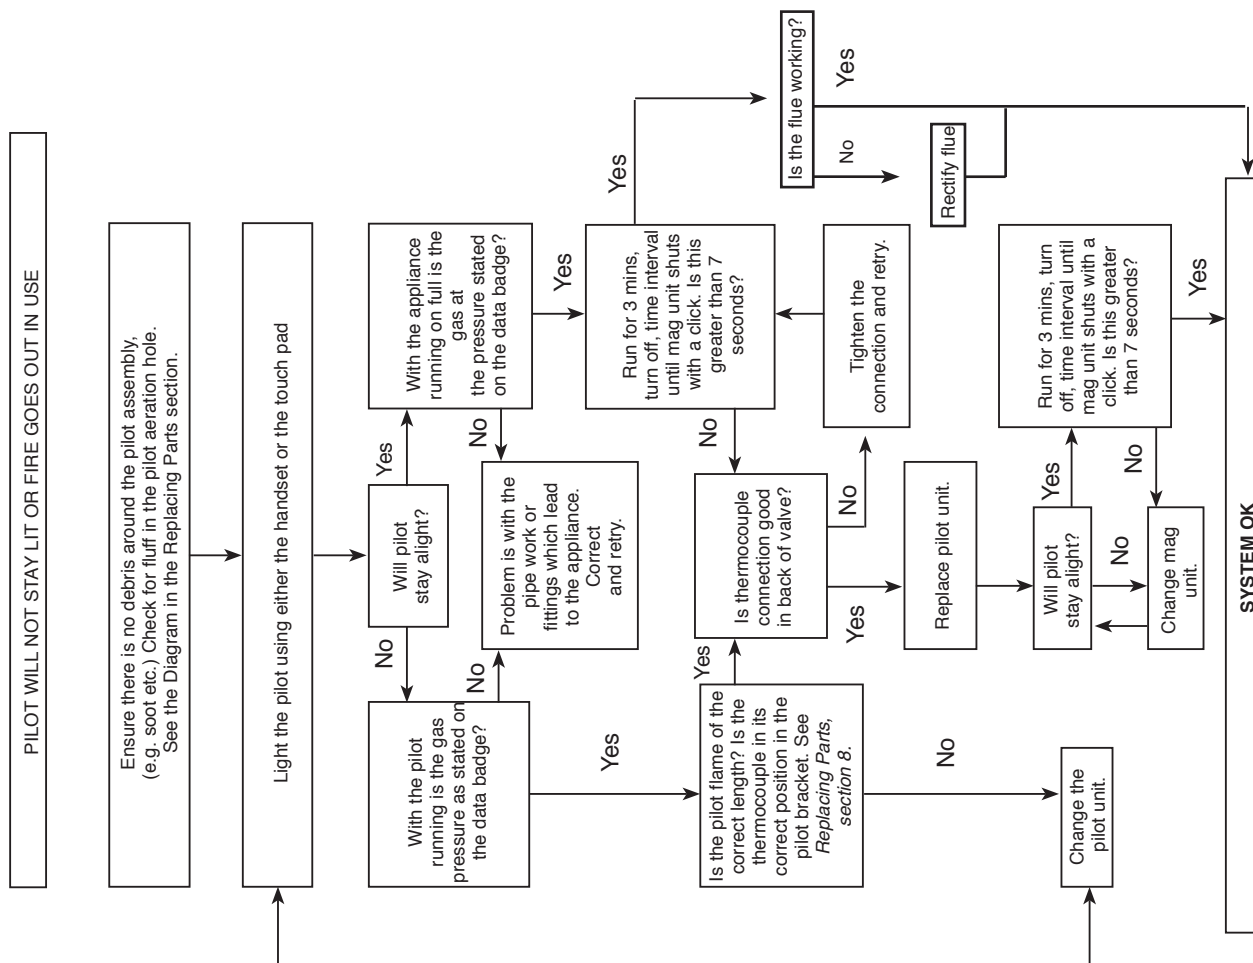 PILOT WILL NOT STAY LIT OR FIRE GOES OUT IN USE
Ensure there is no debris around the pilot assembly,
(e.g. soot etc.) Check for fluff in the pilot aeration hole.
See the Diagram in the Replacing Parts section.
Light the pilot using either the handset or the touch pad
Will pilot
stay alight?
No
Yes
With the pilot
running is the gas
pressure as stated on
the data badge?
With the appliance
running on full is the
gas at
the pressure stated
on the data badge?
No
No
Problem is with the
pipe work or
fittings which lead
to the appliance.
Correct
and retry.
Yes
Yes
Run for 3 mins,
turn off, time interval
until mag unit shuts
with a click. Is this
greater than 7
seconds?
Yes
Is the pilot flame of the
correct length? Is the
thermocouple in its
correct position in the
pilot bracket. See
Replacing Parts,
section 8.
Yes
Is thermocouple
connection good
in back of valve?
No
Is the flue working?
No
Yes
Rectify flue
Yes
No
Tighten the
connection and retry.
Replace pilot unit.
No
Change the
pilot unit.
Will pilot
stay alight?
Yes
No
Change mag
unit.
Run for 3 mins, turn
off, time interval until
mag unit shuts with a
click. Is this greater
than 7 seconds?
No
Yes
SYSTEM OK